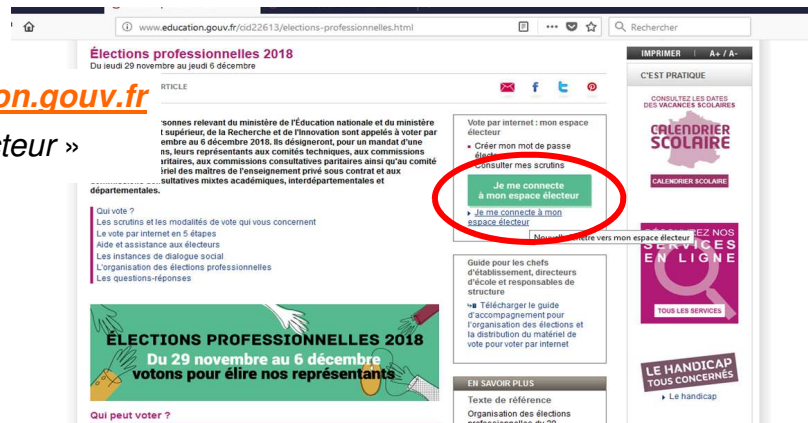 www.education.gouv.fr/cid22613/elections-professionnelles.html
Rechercher
Élections professionnelles 2018
Du jeudi 29 novembre au jeudi 6 décembre
on.gouv.fr
cteur »
RTICLE
sonnes relevant du ministère de l'Éducation nationale et du ministère
t supérieur, de la Recherche et de l'Innovation sont appelés à voter par
embre au 6 décembre 2018. Ils désigneront, pour un mandat d'une
ns, leurs représentants aux comités techniques, aux commissions
aritaires, aux commissions consultatives paritaires ainsi qu'au comité
ériel des maîtres de l'enseignement privé sous contrat et aux
sultatives mixtes académiques, interdépartementales et
départementales.
Qui vote ?
Les scrutins et les modalités de vote qui vous concernent
Le vote par internet en 5 étapes
Aide et assistance aux électeurs
Les instances de dialogue social
L'organisation des élections professionnelles
Les questions-réponses
ÉLECTIONS PROFESSIONNELLES 2018
Du 29 novembre au 6 décembre
votons pour élire nos représentants
Qui peut voter ?
Vote par internet : mon espace
électeur
Créer mon mot de passe
Consulter mes scrutins
Je me connecte
à mon espace électeur
Je me connecte à mon
espace électeur
vers mon espace électeur
Guide pour les chefs
d'établissement, directeurs
d'école et responsables de
structure
Télécharger le guide
d'accompagnement pour
l'organisation des élections et
la distribution du matériel de
vote pour voter par internet
EN SAVOIR PLUS
Texte de référence
Organisation des élections
IMPRIMER | A+ / A-
C'EST PRATIQUE
CONSULTEZ LES DATES
DES VACANCES SCOLAIRES
CALENDRIER
SCOLAIRE
CALENDRIER SCOLAIRE
EZ NOS
EN LIGNE
TOUS LES SERVICES
LE HANDICAP
TOUS CONCERNÉS
Le handicap